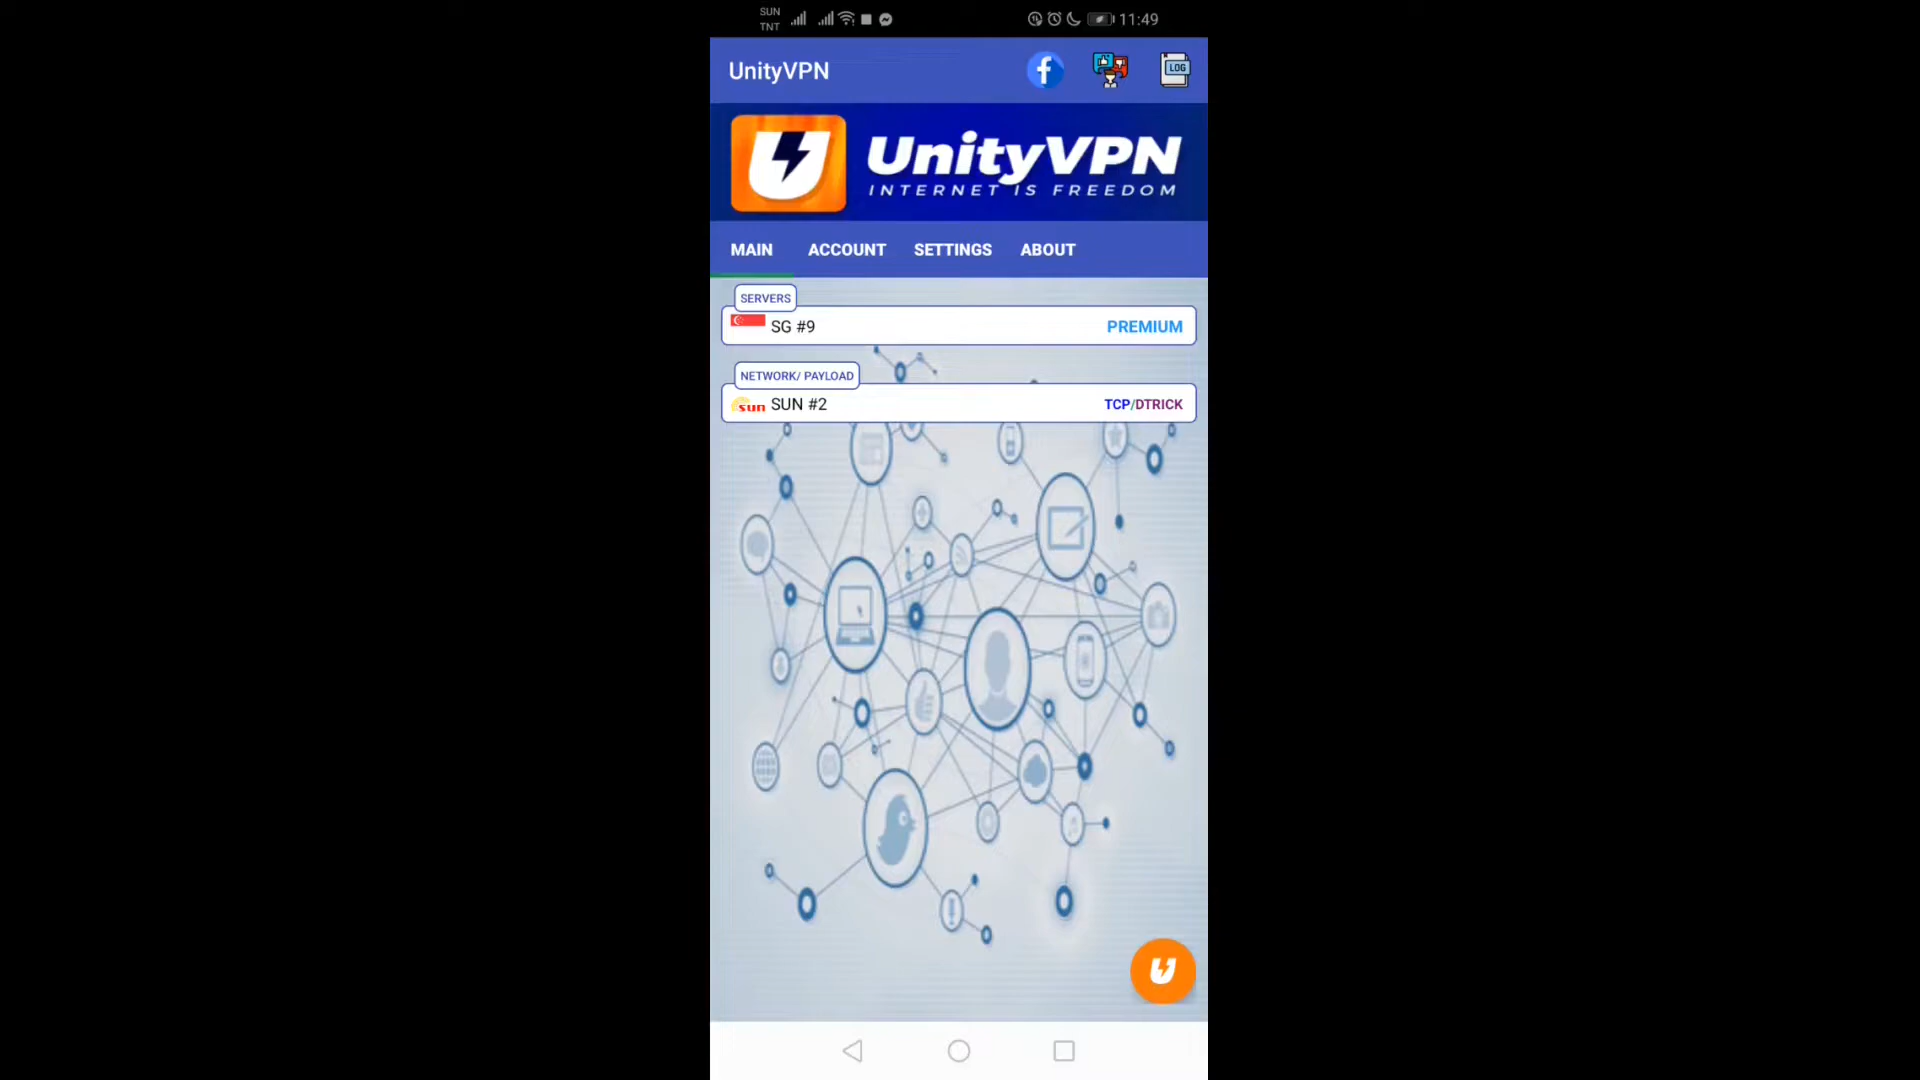 SUN
TNT
11:49
UnityVPN
LOG
UnityVPN
INTERNET IS FREEDOM
MAIN ACCOUNT SETTINGS ABOUT
SERVERS
SG #9 PREMIUM
NETWORK/ PAYLOAD
sun SUN #2 TCP/DTRICK